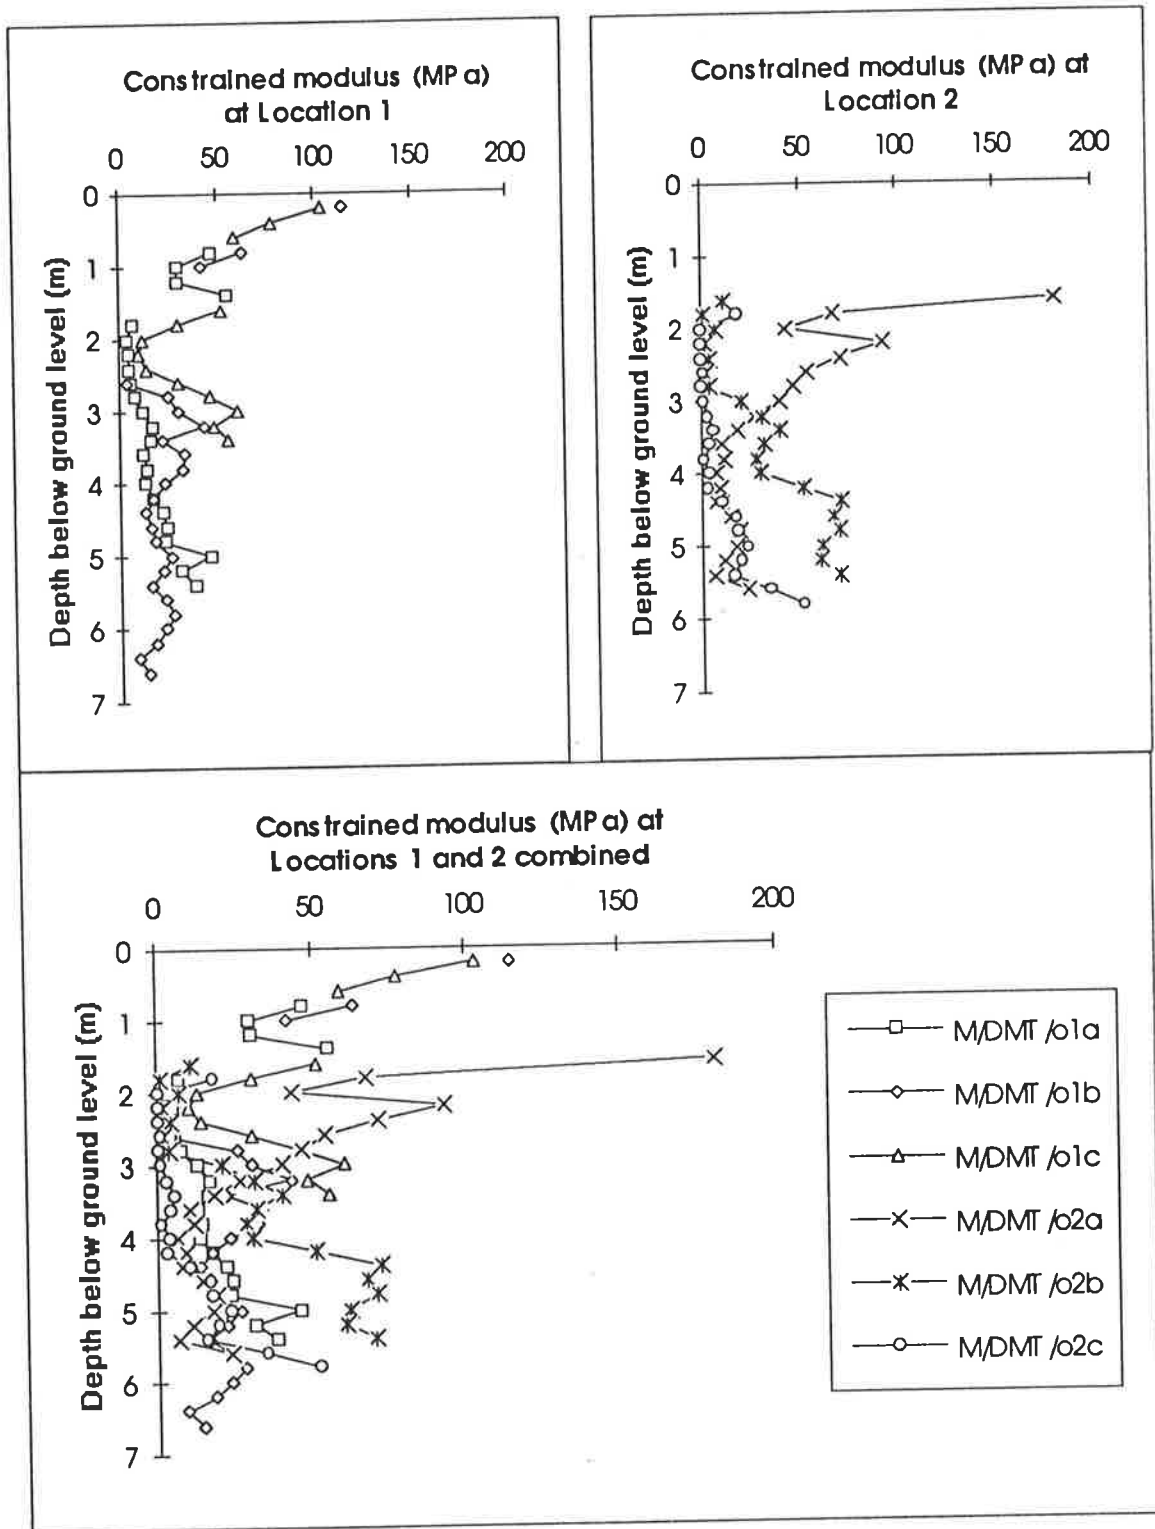 Constrained modulus (MPa)
at Location 1
0 50 100 150 200
0
1
2
3
4
5
6
7
Depth below ground level (m)
Constrained modulus (MPa) at
Location 2
0 50 100 150 200
0
1
2
3
4
5
6
7
Depth below ground level (m)
Constrained modulus (MPa) at
Locations 1 and 2 combined
0 50 100 150 200
0
1
2
3
4
5
6
7
Depth below ground level (m)
M/DMT/o1a
M/DMT/o1b
M/DMT/o1c
M/DMT/o2a
M/DMT/o2b
M/DMT/o2c